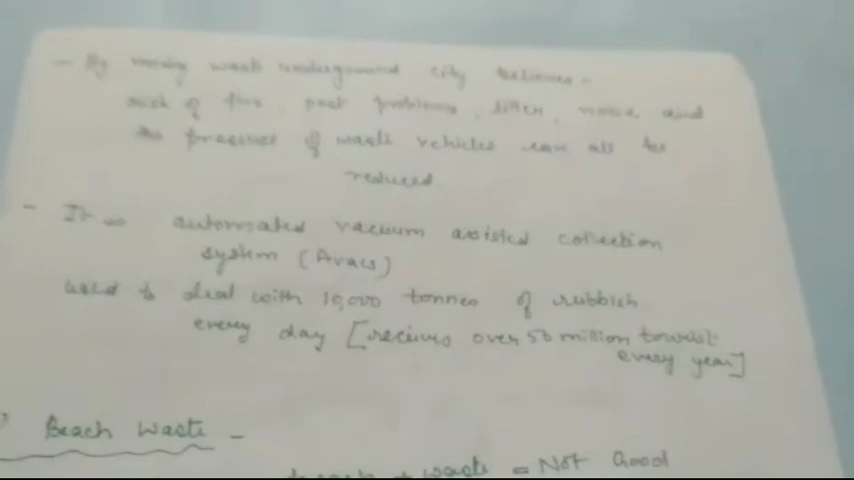 - By moving waste underground city believes -
risk of fire, pest problems, litter, noise, and
the presence of waste vehicles can all be
reduced
- It is automated vacuum assisted collection
system (Avacs)
used to deal with 10,000 tonnes of rubbish
every day [receives over 50 million tourist
every year]
Beach Waste -
+ waste = Not Good